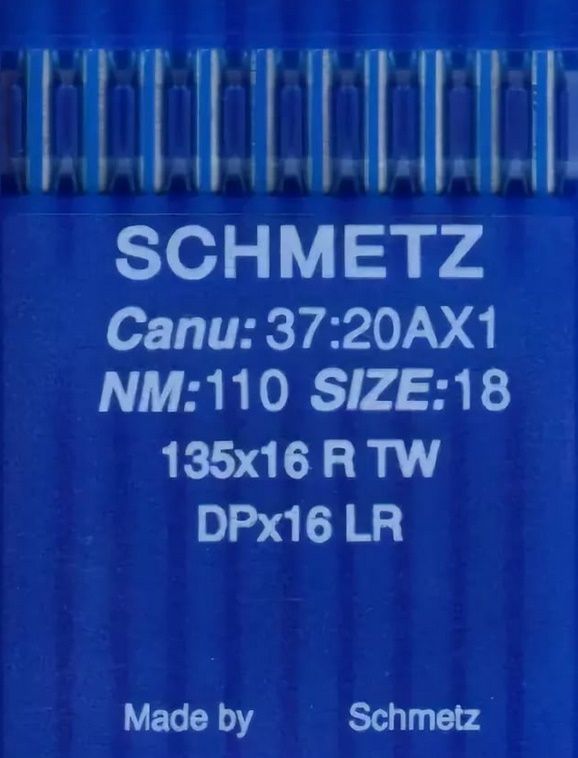 SCHMETZ
Canu: 37:20AX1
NM:110 SIZE:18
135x16 R TW
DPx16 LR
Made by Schmetz